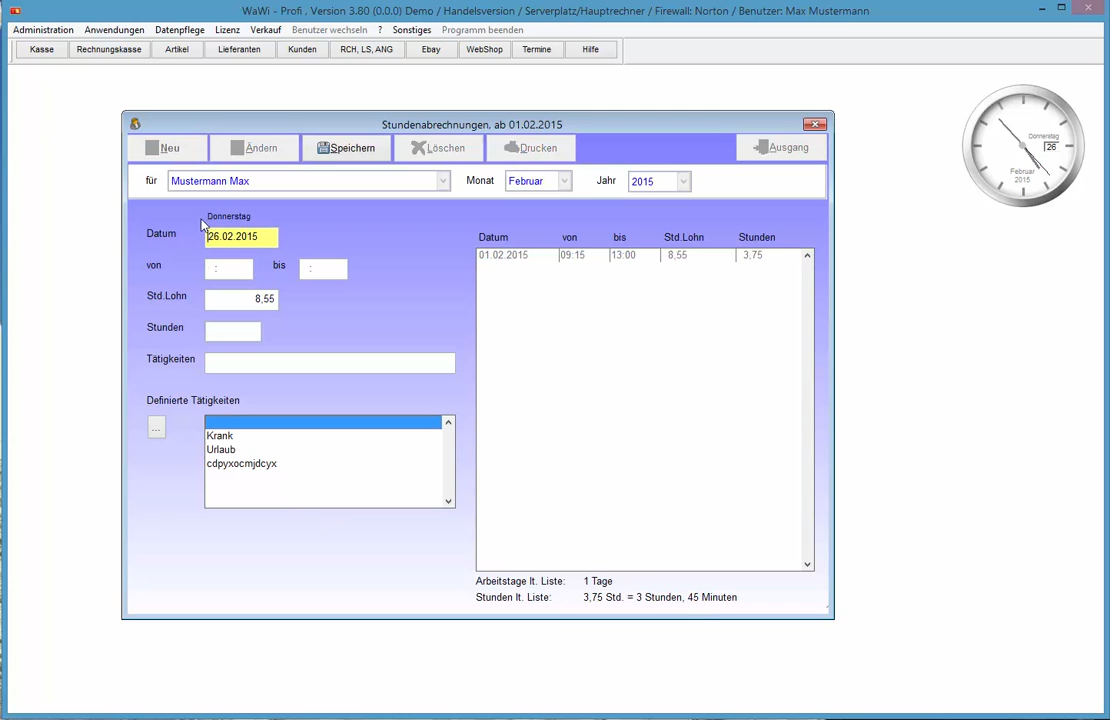 WaWi - Profi . Version 3.80 (0.0.0) Demo / Handelsversion / Serverplatz/Hauptrechner / Firewall: Norton / Benutzer: Max Mustermann
Administration Anwendungen Datenpflege Lizenz Verkauf Benutzer wechseln ? Sonstiges Programm beenden
Kasse Rechnungskasse Artikel Lieferanten Kunden RCH, LS, ANG Ebay WebShop Termine Hilfe
Stundenabrechnungen, ab 01.02.2015
Neu Ändern Speichern Löschen Drucken Ausgang
für Mustermann Max Monat Februar Jahr 2015
Donnerstag
Datum 26.02.2015
von : bis :
Std.Lohn 8,55
Stunden
Tätigkeiten
Definierte Tätigkeiten
...
Krank
Urlaub
cdpyxocmjdcyx
Datum von bis Std.Lohn Stunden
01.02.2015 09:15 13:00 8,55 3,75
Arbeitstage lt. Liste: 1 Tage
Stunden lt. Liste: 3,75 Std. = 3 Stunden, 45 Minuten
Donnerstag
26
Februar
2015